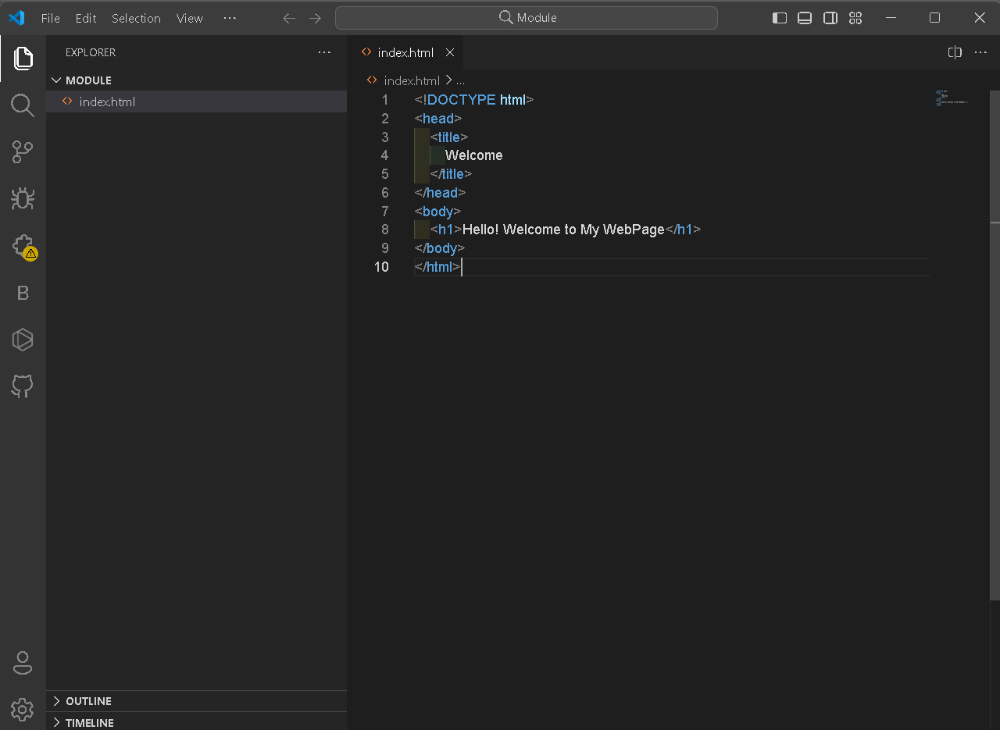 File Edit Selection View ...
Module
EXPLORER ...
MODULE
index.html
OUTLINE
TIMELINE
index.html
index.html > ...
1 <!DOCTYPE html>
2 <head>
3 <title>
4 Welcome
5 </title>
6 </head>
7 <body>
8 <h1>Hello! Welcome to My WebPage</h1>
9 </body>
10 </html>
B